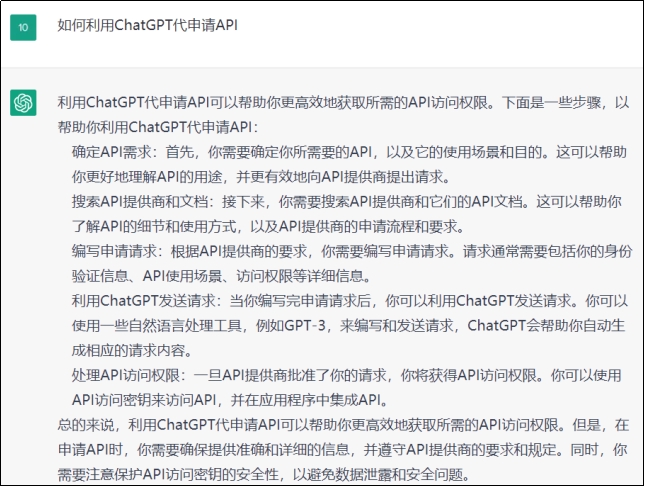 10
如何利用ChatGPT代申请API
利用ChatGPT代申请API可以帮助你更高效地获取所需的API访问权限。下面是一些步骤，以
帮助你利用ChatGPT代申请API：
确定API需求：首先，你需要确定你所需要的API，以及它的使用场景和目的。这可以帮助
你更好地理解API的用途，并更有效地向API提供商提出请求。
搜索API提供商和文档：接下来，你需要搜索API提供商和它们的API文档。这可以帮助你
了解API的细节和使用方式，以及API提供商的申请流程和要求。
编写申请请求：根据API提供商的要求，你需要编写申请请求。请求通常需要包括你的身份
验证信息、API使用场景、访问权限等详细信息。
利用ChatGPT发送请求：当你编写完申请请求后，你可以利用ChatGPT发送请求。你可以
使用一些自然语言处理工具，例如GPT-3，来编写和发送请求，ChatGPT会帮助你自动生
成相应的请求内容。
处理API访问权限：一旦API提供商批准了你的请求，你将获得API访问权限。你可以使用
API访问密钥来访问API，并在应用程序中集成API。
总的来说，利用ChatGPT代申请API可以帮助你更高效地获取所需的API访问权限。但是，在
申请API时，你需要确保提供准确和详细的信息，并遵守API提供商的要求和规定。同时，你
需要注意保护API访问密钥的安全性，以避免数据泄露和安全问题。